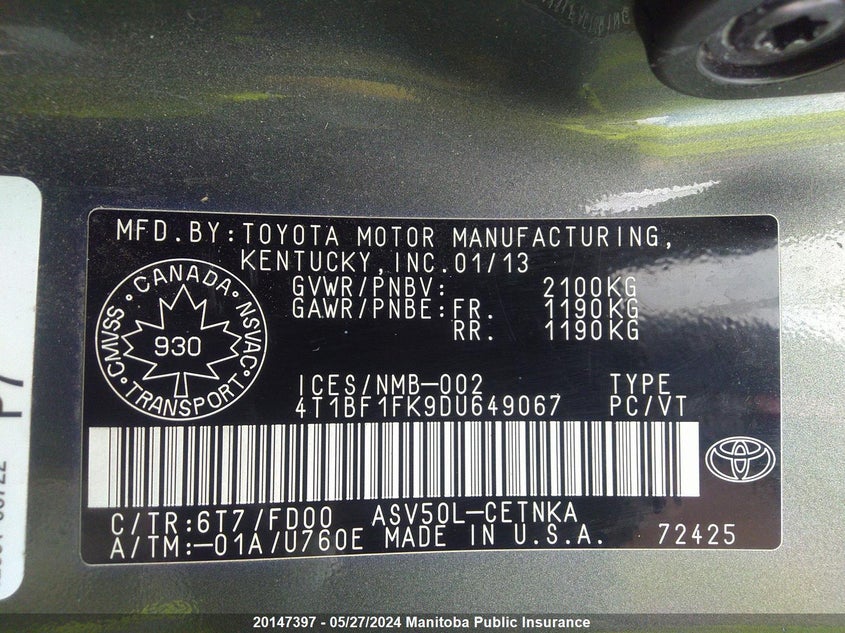 MFD.BY:TOYOTA MOTOR MANUFACTURING,
KENTUCKY,INC.01/13
GVWR/PNBV: 2100KG
GAWR/PNBE:FR. 1190KG
RR. 1190KG
CANADA
CMVSS NSVAC
930
TRANSPORT
ICES/NMB-002 TYPE
4T1BF1FK9DU649067 PC/VT
C/TR:6T7/FD00 ASV50L-CETNKA
A/TM:-01A/U760E MADE IN U.S.A. 72425
P7
20147397 - 05/27/2024 Manitoba Public Insurance